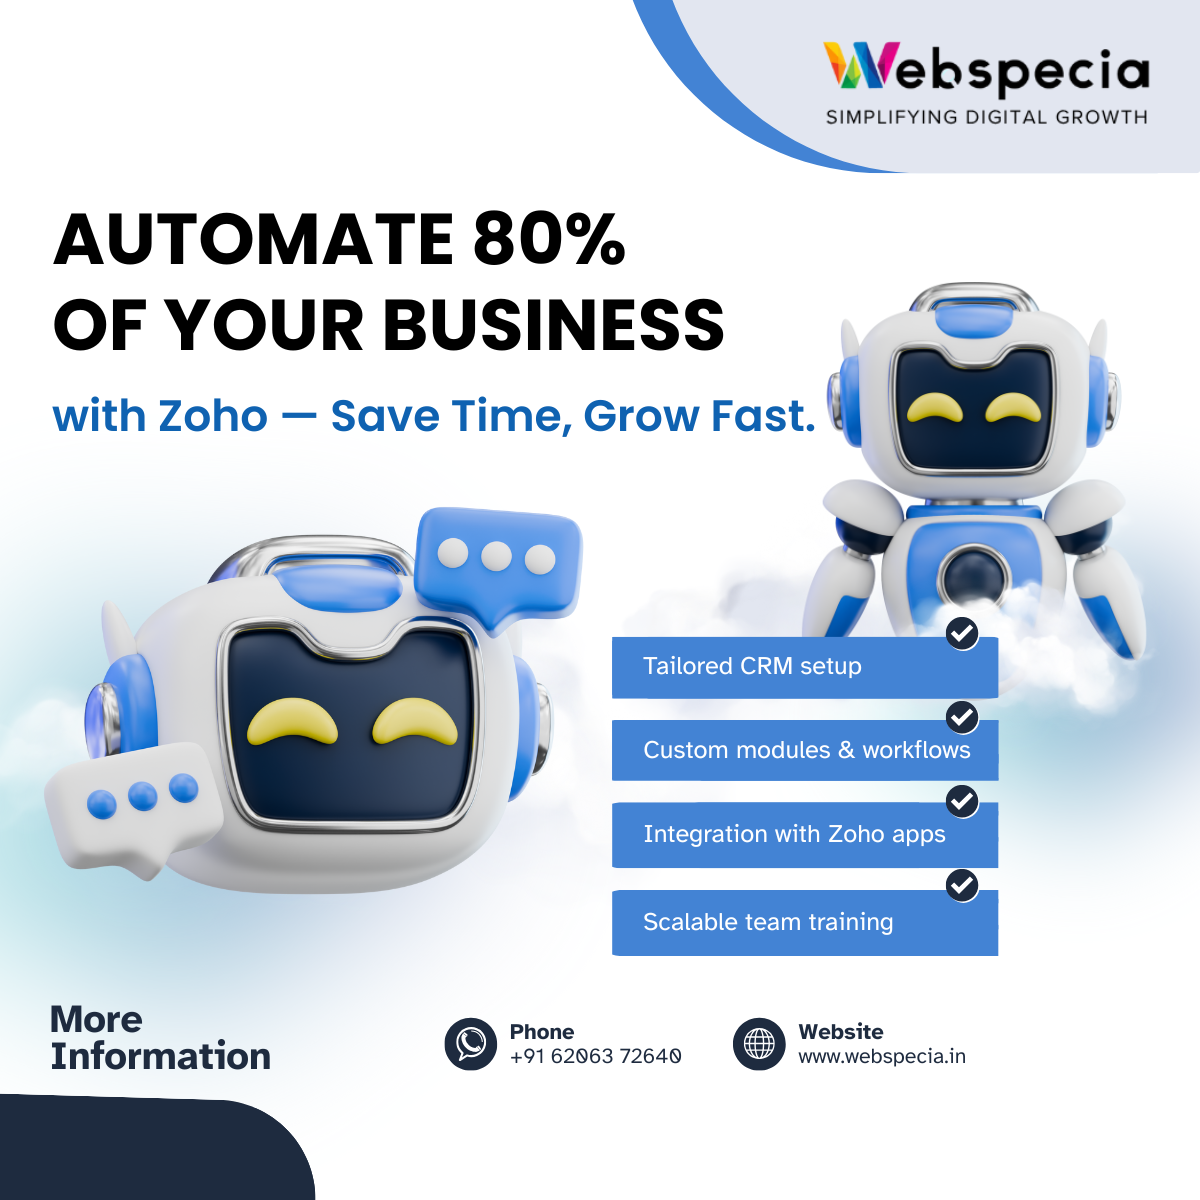 Webspecia
SIMPLIFYING DIGITAL GROWTH
AUTOMATE 80%
OF YOUR BUSINESS
with Zoho — Save Time, Grow Fast.
Tailored CRM setup
Custom modules & workflows
Integration with Zoho apps
Scalable team training
More
Information
Phone
+91 62063 72640
Website
www.webspecia.in